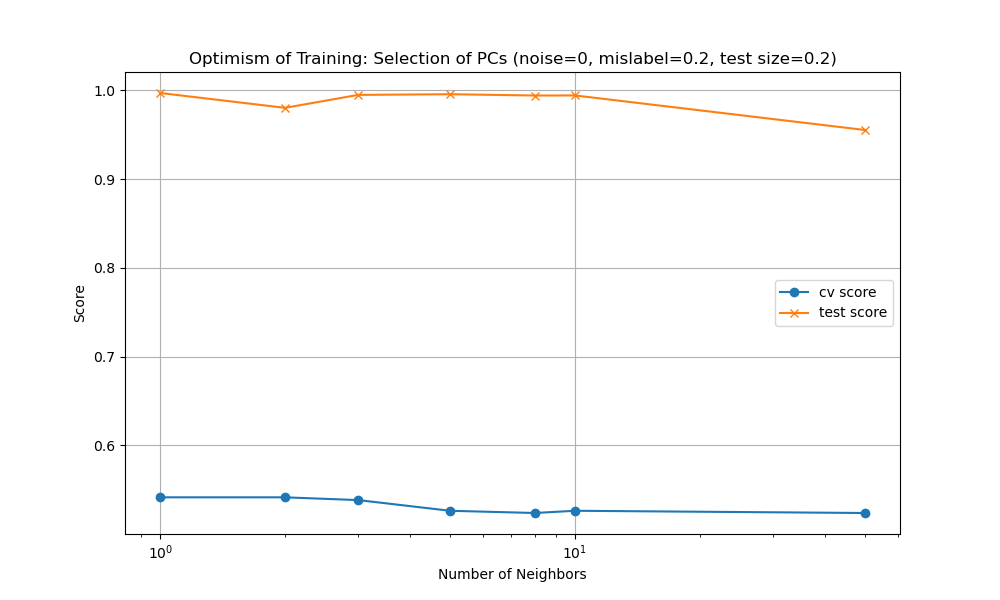 Optimism of Training: Selection of PCs (noise=0, mislabel=0.2, test size=0.2)
1.0
0.9
0.8
0.7
0.6
Score
cv score
test score
10⁰ 10¹
Number of Neighbors